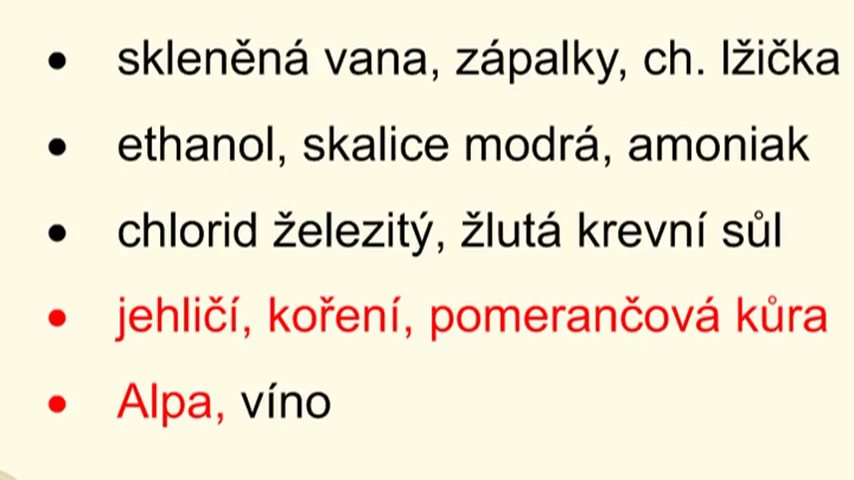 • skleněná vana, zápalky, ch. lžička
• ethanol, skalice modrá, amoniak
• chlorid železitý, žlutá krevní sůl
• jehličí, koření, pomerančová kůra
• Alpa, víno